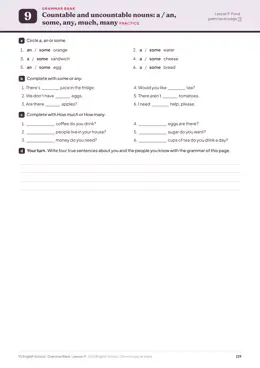 GRAMMAR BANK
9
Countable and uncountable nouns: a / an, some, any, much, many PRACTICE
a Circle a, an or some.
1. an / some orange
2. a / some water
3. a / some sandwich
4. a / some cheese
5. an / some egg
6. a / some bread
b Complete with some or any.
1. There's ______ juice in the fridge.
2. We don't have ______ eggs.
3. Are there ______ apples?
4. Would you like ______ tea?
5. There aren't ______ tomatoes.
6. I need ______ help, please.
c Complete with How much or How many.
1. ____________ coffee do you drink?
2. ____________ people live in your house?
3. ____________ money do you need?
4. ____________ eggs are there?
5. ____________ sugar do you want?
6. ____________ cups of tea do you drink a day?
d Your turn. Write four true sentences about you and the people you know with the grammar of this page.